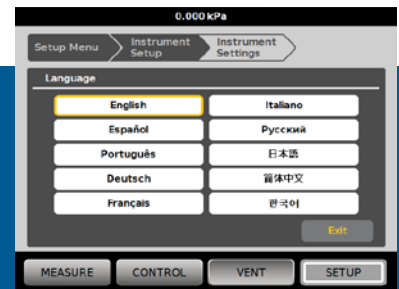 0.000 kPa
Setup Menu
Instrument Setup
Instrument Settings
Language
English
Italiano
Español
Русский
Português
日本語
Deutsch
简体中文
Français
한국어
Exit
MEASURE
CONTROL
VENT
SETUP